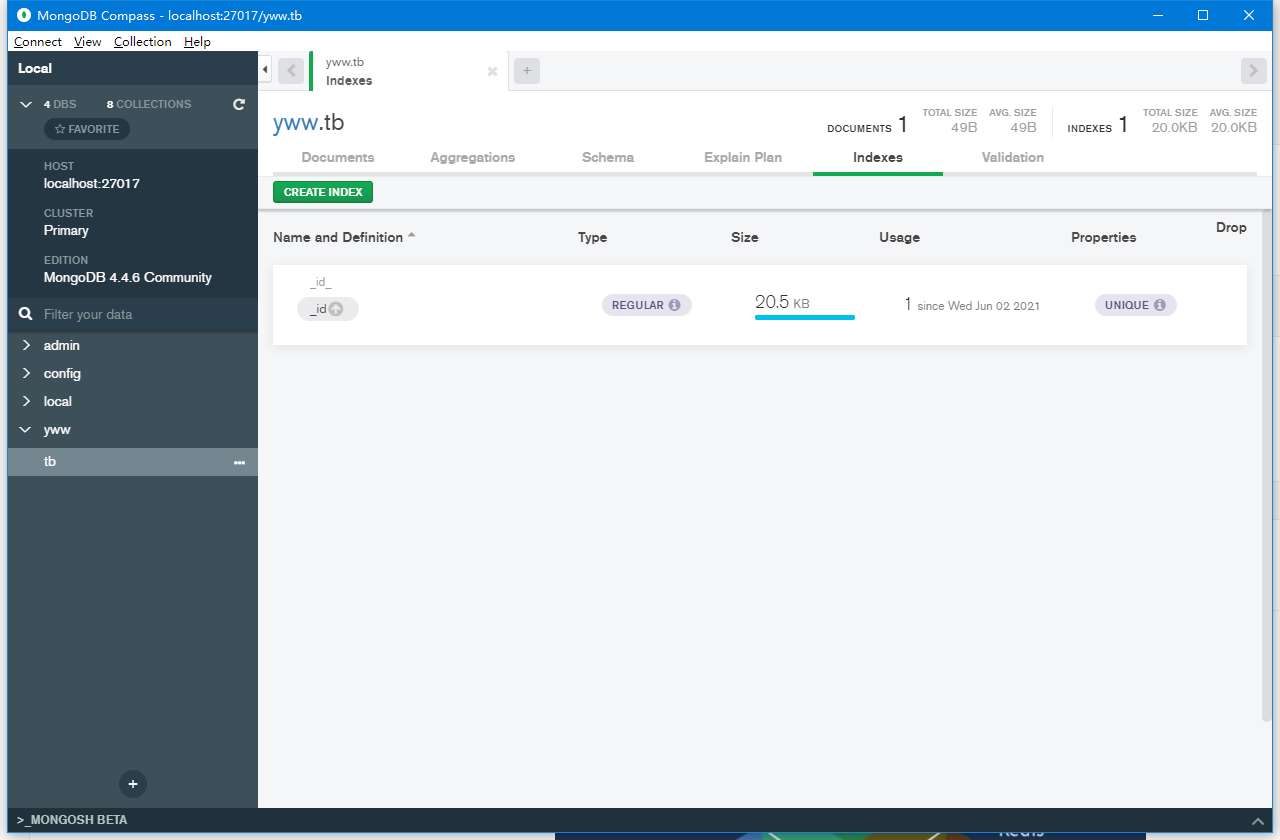 MongoDB Compass - localhost:27017/yww.tb
Connect View Collection Help
Local
4 DBS 8 COLLECTIONS
FAVORITE
HOST
localhost:27017
CLUSTER
Primary
EDITION
MongoDB 4.4.6 Community
Filter your data
admin
config
local
yww
tb
>_MONGOSH BETA
yww.tb
Indexes
yww.tb
DOCUMENTS 1
TOTAL SIZE
49B
AVG. SIZE
49B
INDEXES 1
TOTAL SIZE
20.0KB
AVG. SIZE
20.0KB
Documents Aggregations Schema Explain Plan Indexes Validation
CREATE INDEX
Name and Definition Type Size Usage Properties Drop
_id_
_id
REGULAR
20.5 KB
1 since Wed Jun 02 2021
UNIQUE